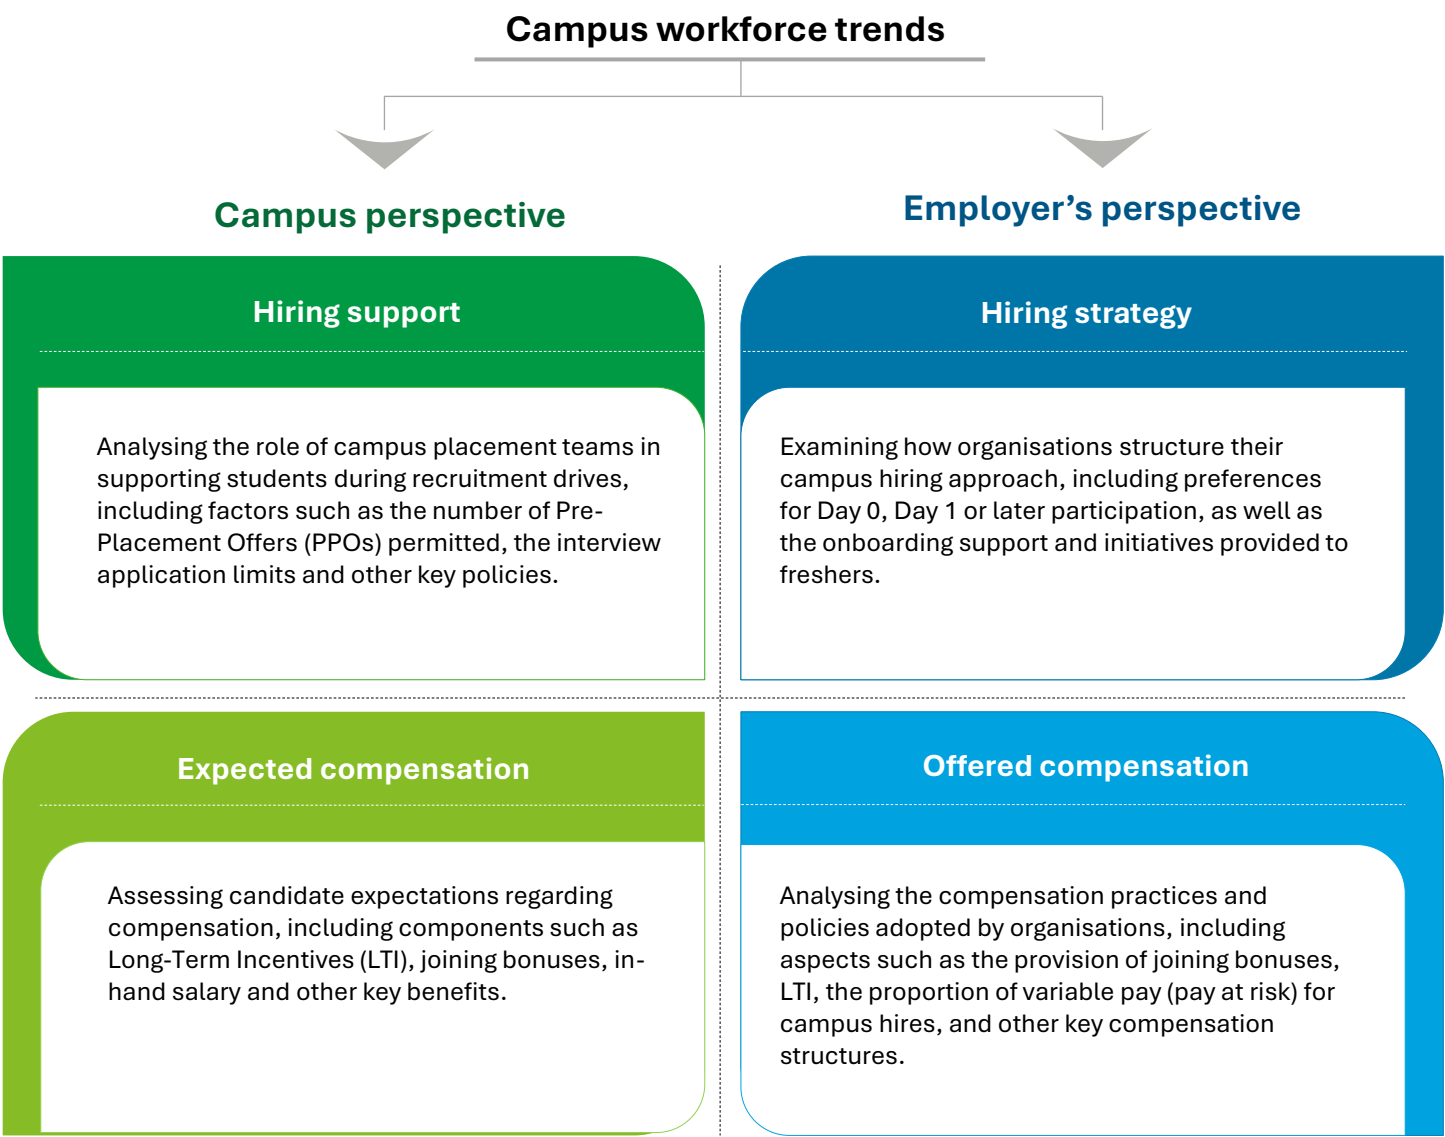 Campus workforce trends
Campus perspective
Employer’s perspective
Hiring support
Analysing the role of campus placement teams in
supporting students during recruitment drives,
including factors such as the number of Pre-
Placement Offers (PPOs) permitted, the interview
application limits and other key policies.
Hiring strategy
Examining how organisations structure their
campus hiring approach, including preferences
for Day 0, Day 1 or later participation, as well as
the onboarding support and initiatives provided to
freshers.
Expected compensation
Assessing candidate expectations regarding
compensation, including components such as
Long-Term Incentives (LTI), joining bonuses, in-
hand salary and other key benefits.
Offered compensation
Analysing the compensation practices and
policies adopted by organisations, including
aspects such as the provision of joining bonuses,
LTI, the proportion of variable pay (pay at risk) for
campus hires, and other key compensation
structures.